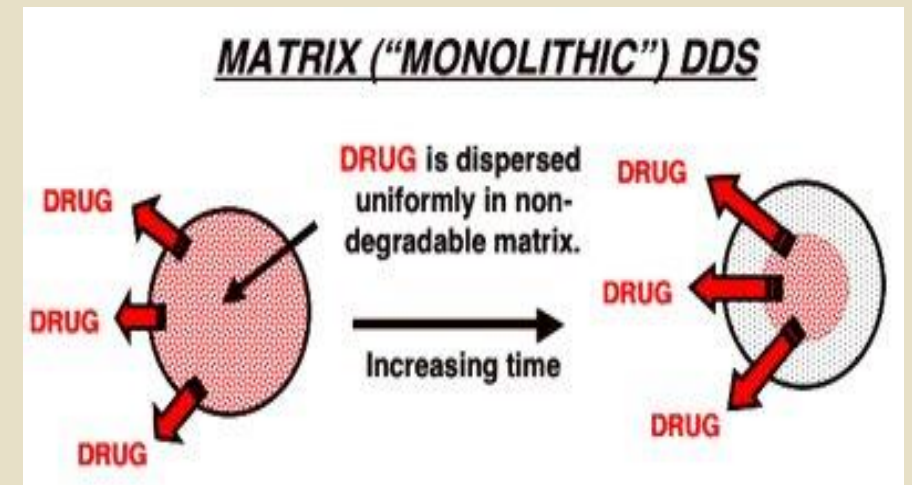 MATRIX (“MONOLITHIC”) DDS
DRUG is dispersed
uniformly in non-
degradable matrix.
DRUG
DRUG
DRUG
Increasing time
DRUG
DRUG
DRUG